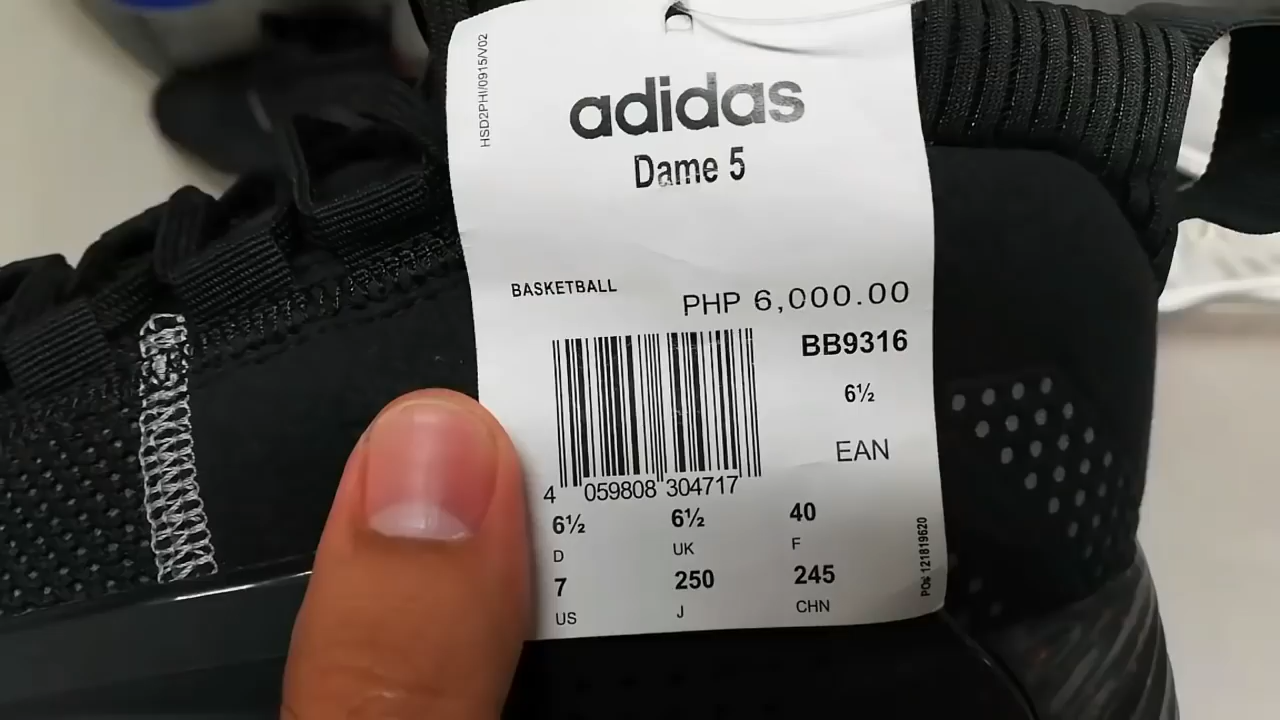 HSD2PHI/0915/V02
adidas
Dame 5
BASKETBALL
PHP 6,000.00
BB9316
6½
EAN
4 059808 304717
6½ 6½ 40
D UK F
7 250 245
US J CHN
PO# 121819620